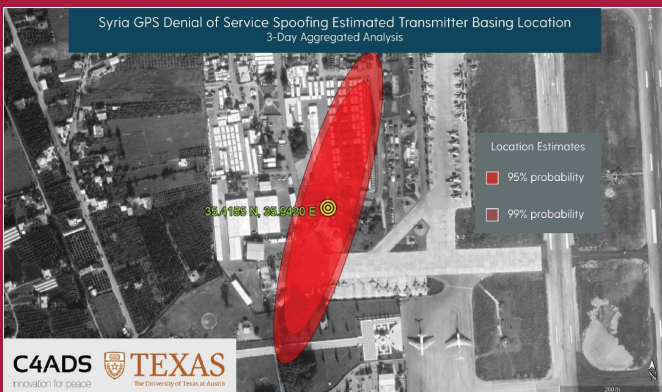 Syria GPS Denial of Service Spoofing Estimated Transmitter Basing Location
3-Day Aggregated Analysis
Location Estimates
95% probability
99% probability
35.4155 N, 35.9420 E
C4ADS
innovation for peace
TEXAS
The University of Texas at Austin
200 m
N